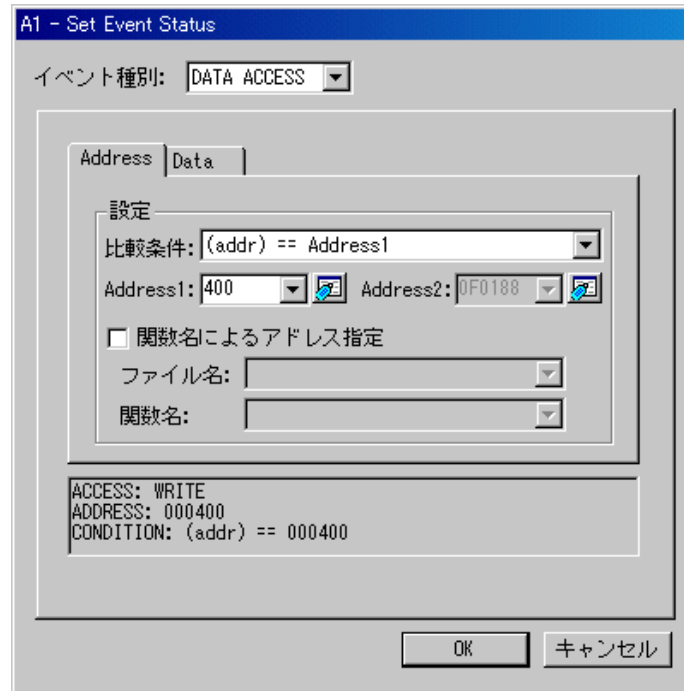 A1 - Set Event Status
イベント種別: DATA ACCESS
Address Data
設定
比較条件: (addr) == Address1
Address1: 400 Address2: 0F0188
関数名によるアドレス指定
ファイル名:
関数名:
ACCESS: WRITE
ADDRESS: 000400
CONDITION: (addr) == 000400
OK キャンセル